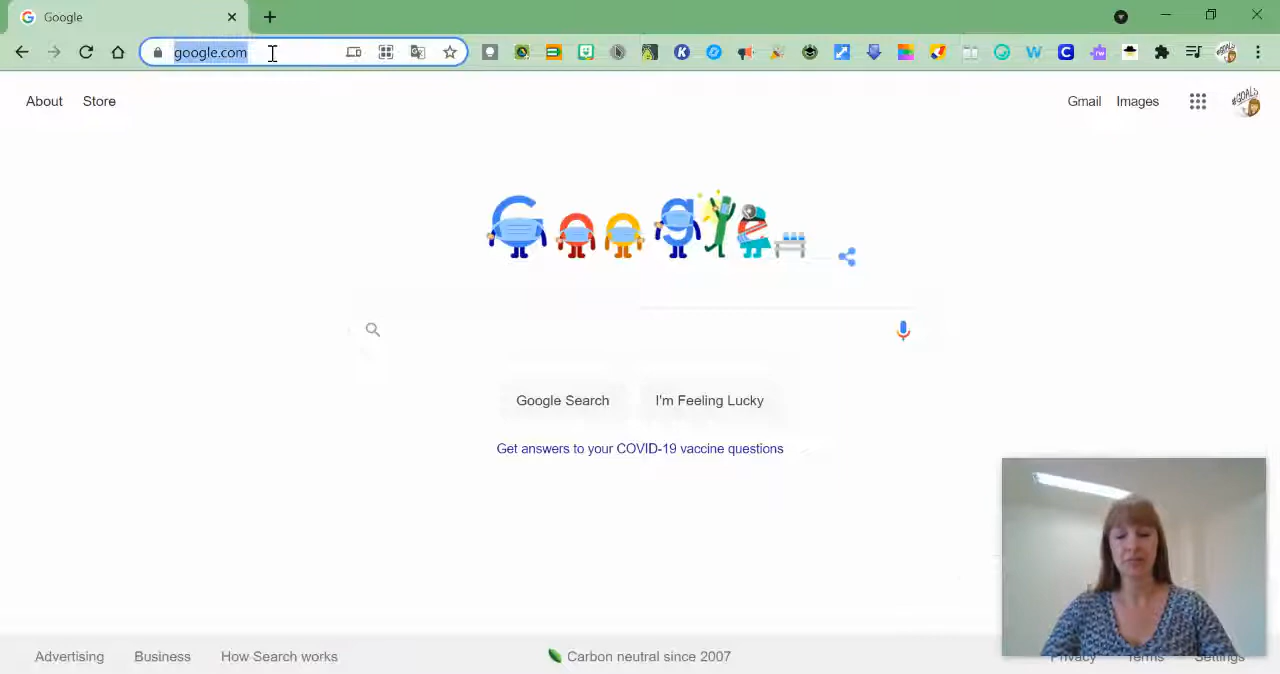 Google
google.com
About Store
Gmail Images
Google
Google Search I'm Feeling Lucky
Get answers to your COVID-19 vaccine questions
Advertising Business How Search works
Carbon neutral since 2007
Privacy Terms Settings